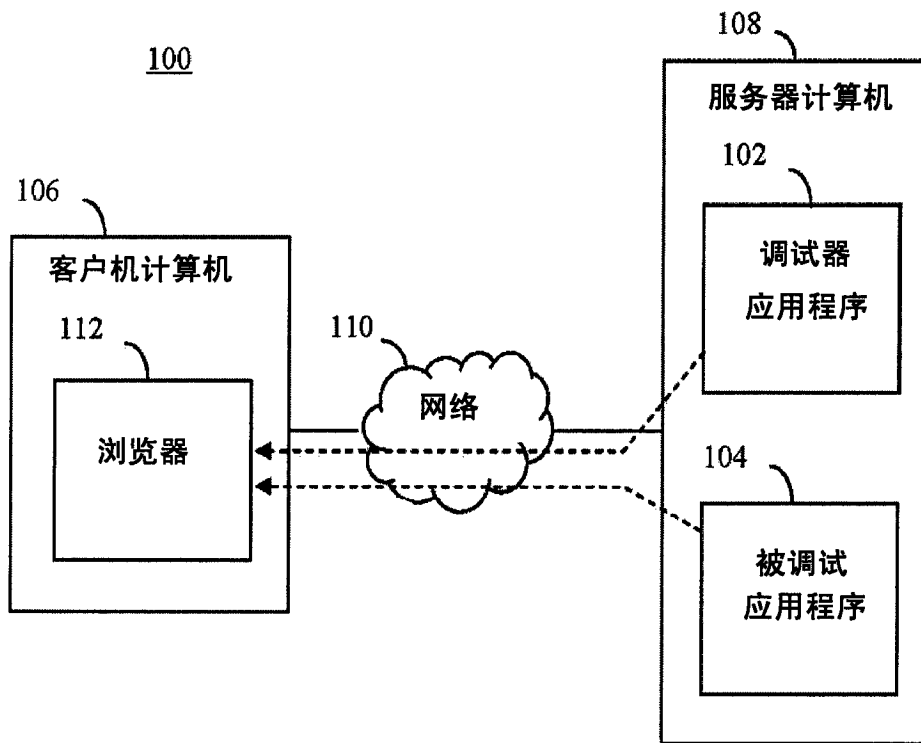 100
108
服务器计算机
102
调试器
应用程序
106
客户机计算机
112
浏览器
110
网络
104
被调试
应用程序